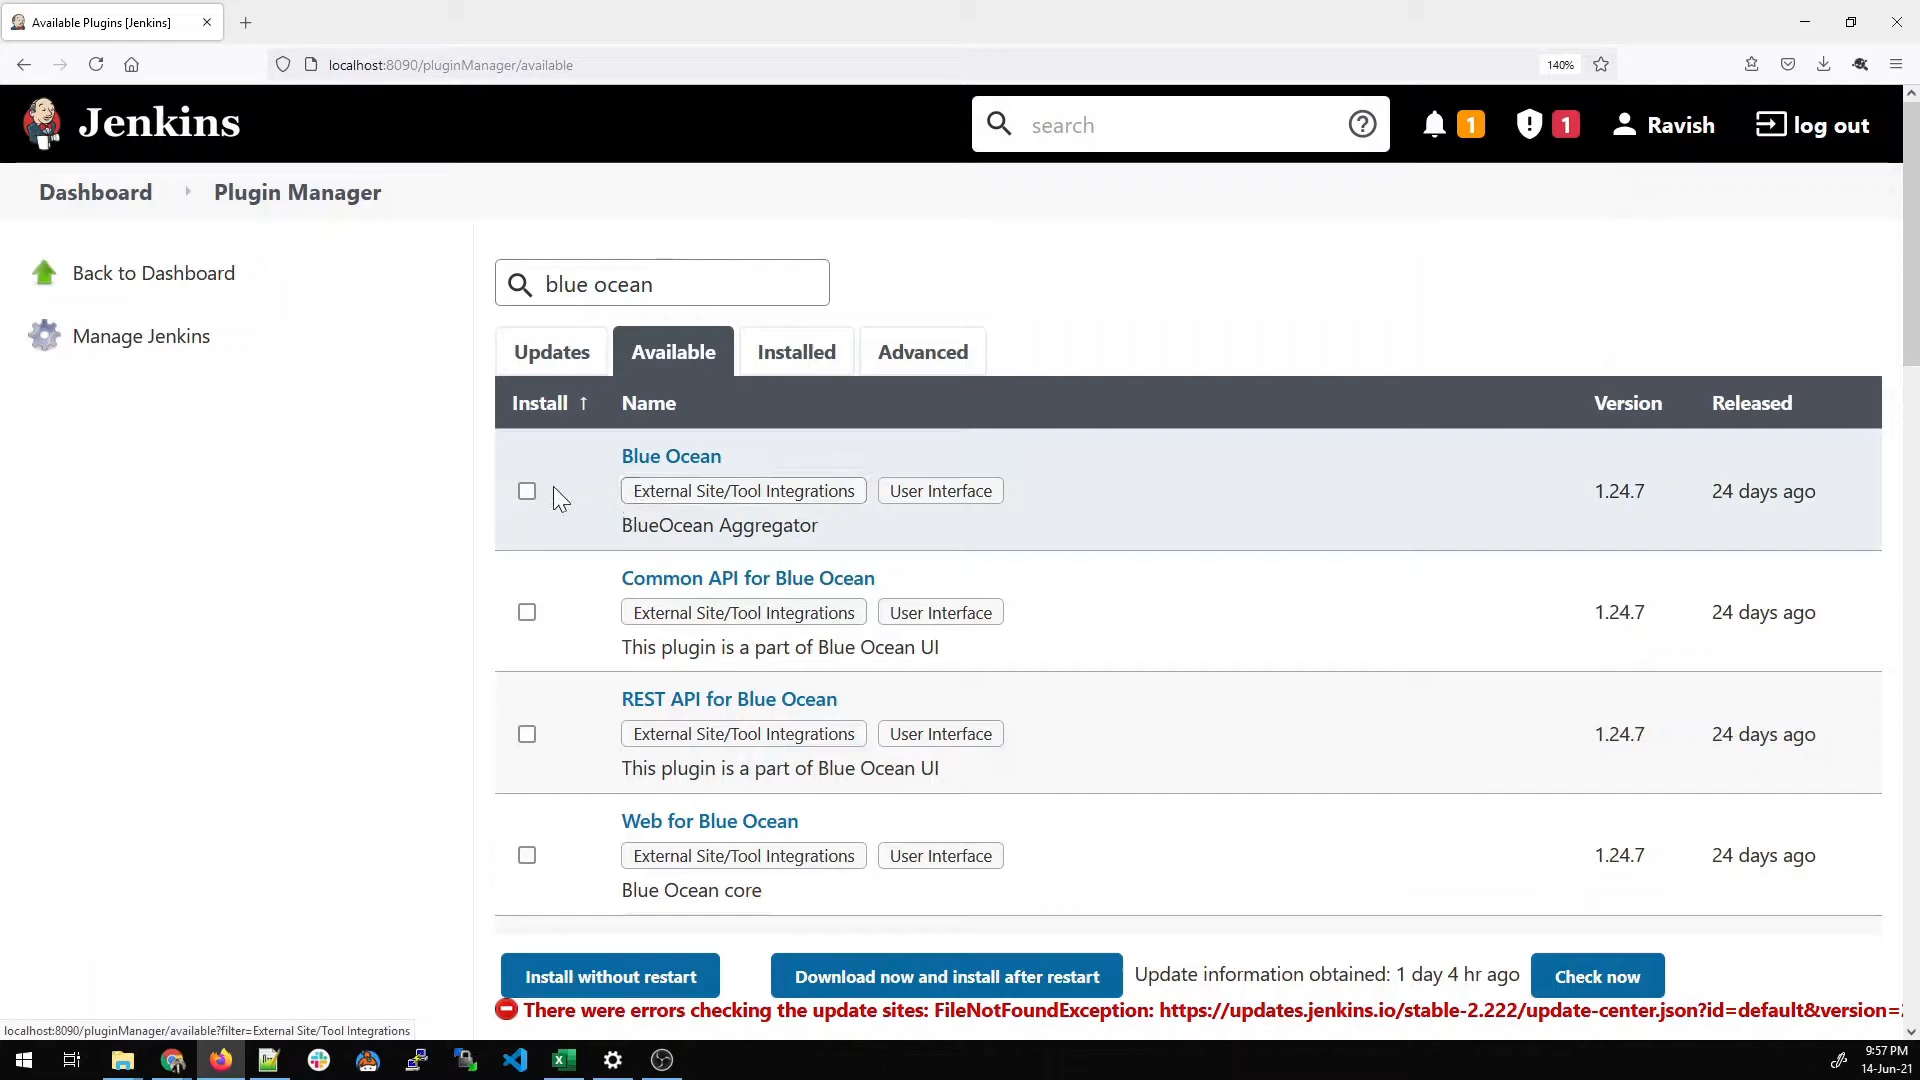 Available Plugins [Jenkins]
localhost:8090/pluginManager/available
140%
Jenkins
search
1
1
Ravish
log out
Dashboard
Plugin Manager
Back to Dashboard
Manage Jenkins
blue ocean
Updates
Available
Installed
Advanced
Install ↑ Name Version Released
Blue Ocean
External Site/Tool Integrations User Interface
1.24.7 24 days ago
BlueOcean Aggregator
Common API for Blue Ocean
External Site/Tool Integrations User Interface
1.24.7 24 days ago
This plugin is a part of Blue Ocean UI
REST API for Blue Ocean
External Site/Tool Integrations User Interface
1.24.7 24 days ago
This plugin is a part of Blue Ocean UI
Web for Blue Ocean
External Site/Tool Integrations User Interface
1.24.7 24 days ago
Blue Ocean core
Install without restart
Download now and install after restart
Update information obtained: 1 day 4 hr ago
Check now
There were errors checking the update sites: FileNotFoundException: https://updates.jenkins.io/stable-2.222/update-center.json?id=default&version=
localhost:8090/pluginManager/available?filter=External Site/Tool Integrations
9:57 PM
14-Jun-21